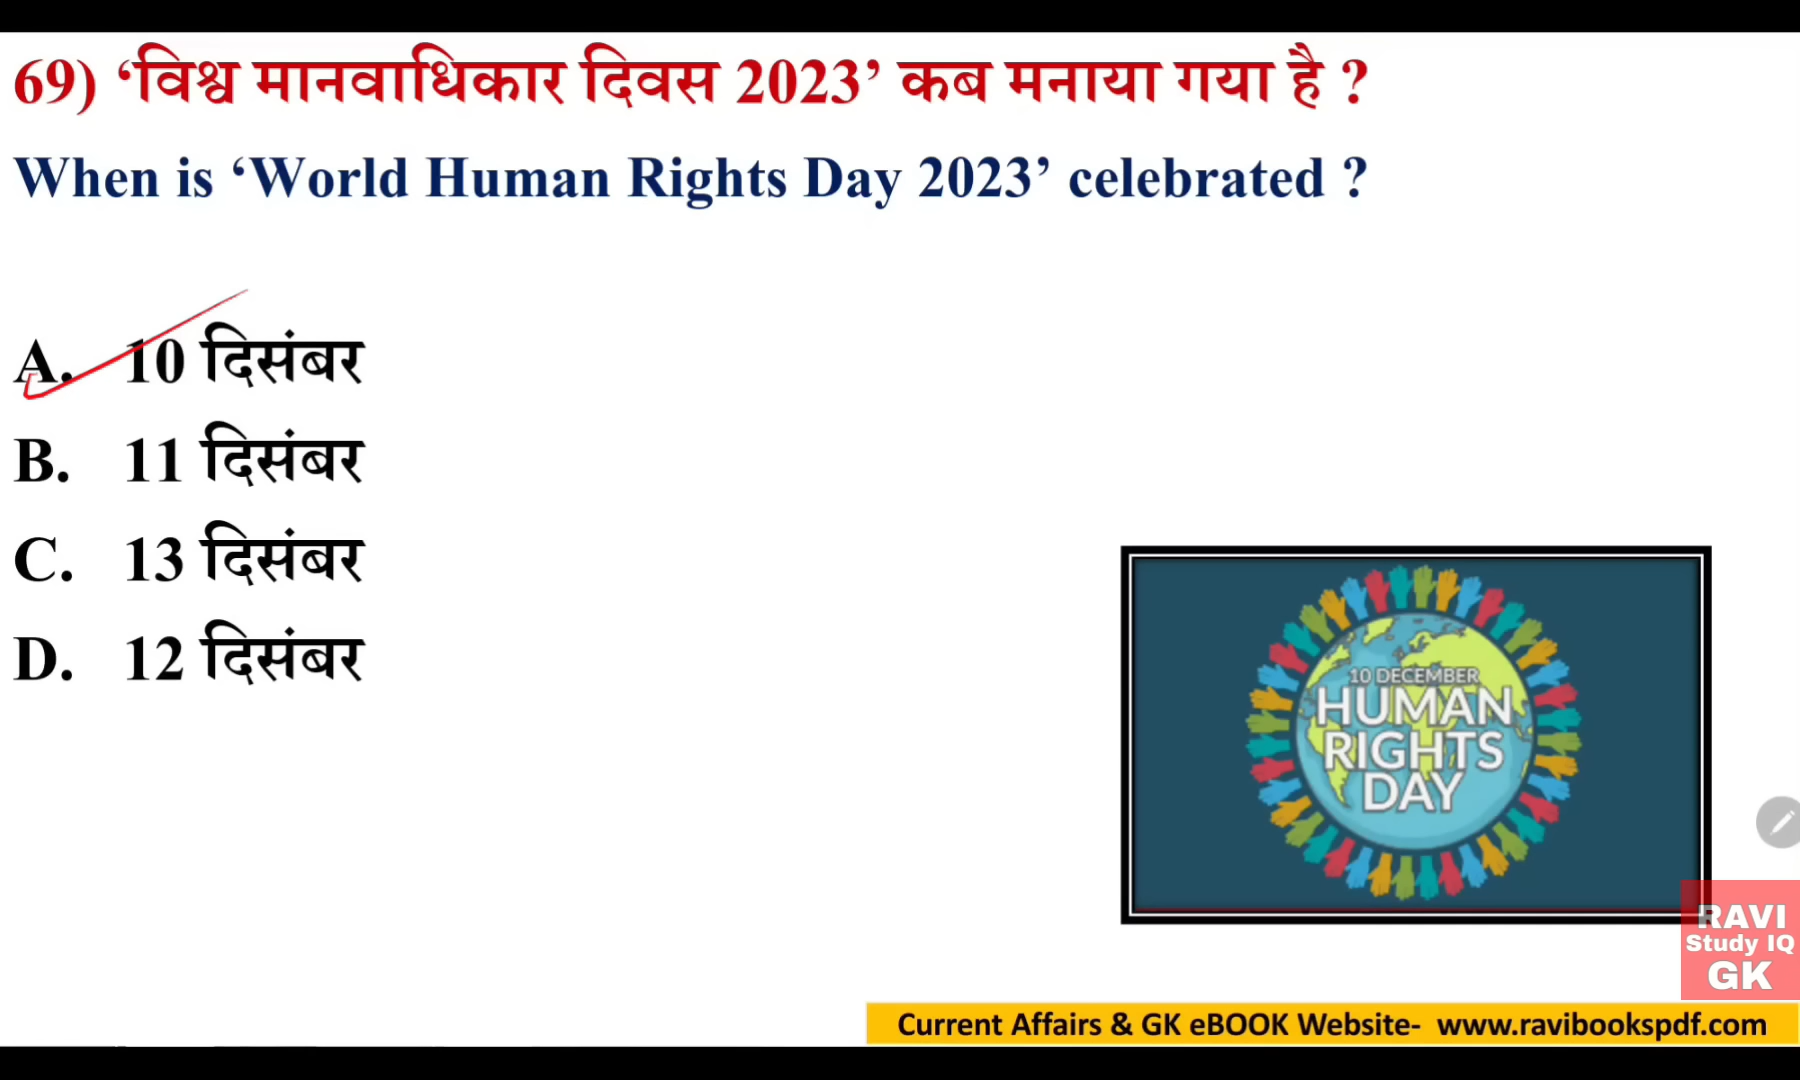 69) ‘विश्व मानवाधिकार दिवस 2023’ कब मनाया गया है ?
When is ‘World Human Rights Day 2023’ celebrated ?
A. 10 दिसंबर
B. 11 दिसंबर
C. 13 दिसंबर
D. 12 दिसंबर
10 DECEMBER
HUMAN
RIGHTS
DAY
RAVI
Study IQ
GK
Current Affairs & GK eBOOK Website- www.ravibookspdf.com